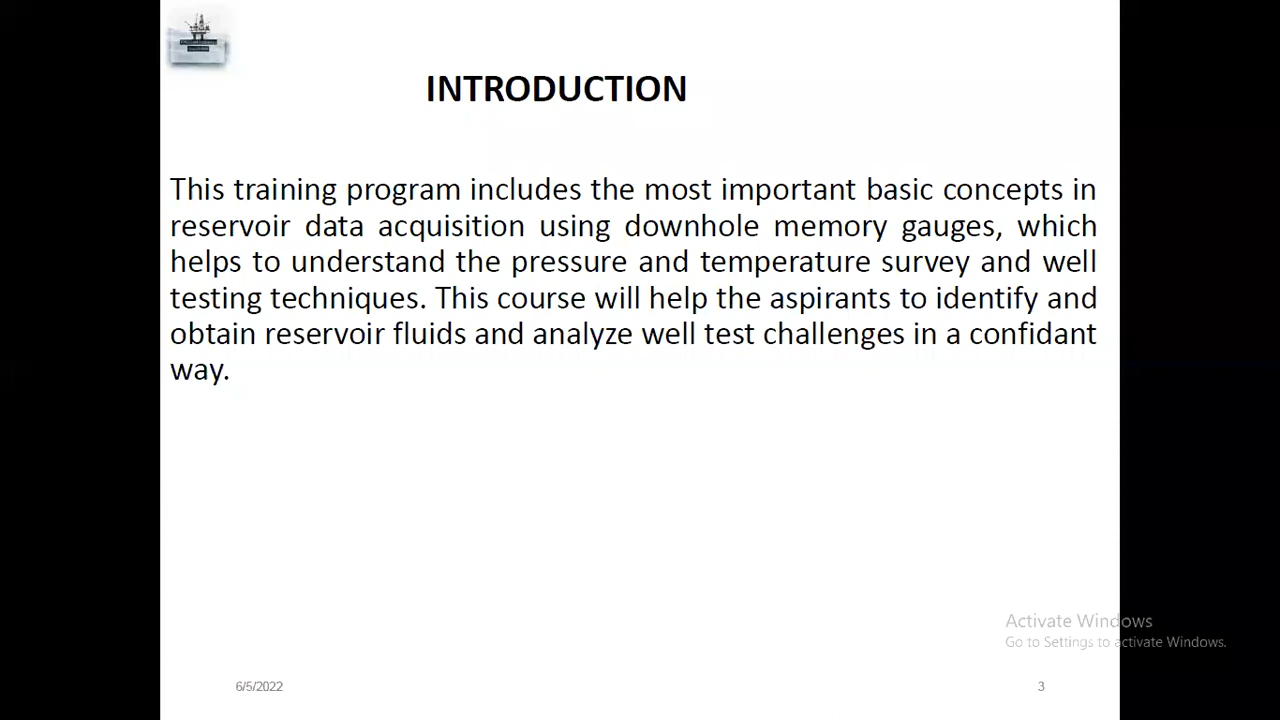 INTRODUCTION
This training program includes the most important basic concepts in
reservoir data acquisition using downhole memory gauges, which
helps to understand the pressure and temperature survey and well
testing techniques. This course will help the aspirants to identify and
obtain reservoir fluids and analyze well test challenges in a confidant
way.
Activate Windows
Go to Settings to activate Windows.
6/5/2022
3